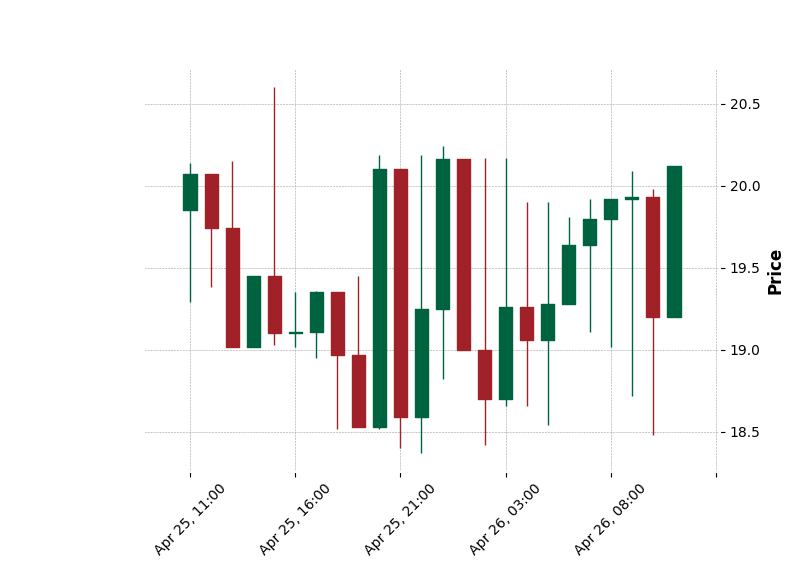 20.5
20.0
19.5
19.0
18.5
Price
Apr 25, 11:00
Apr 25, 16:00
Apr 25, 21:00
Apr 26, 03:00
Apr 26, 08:00